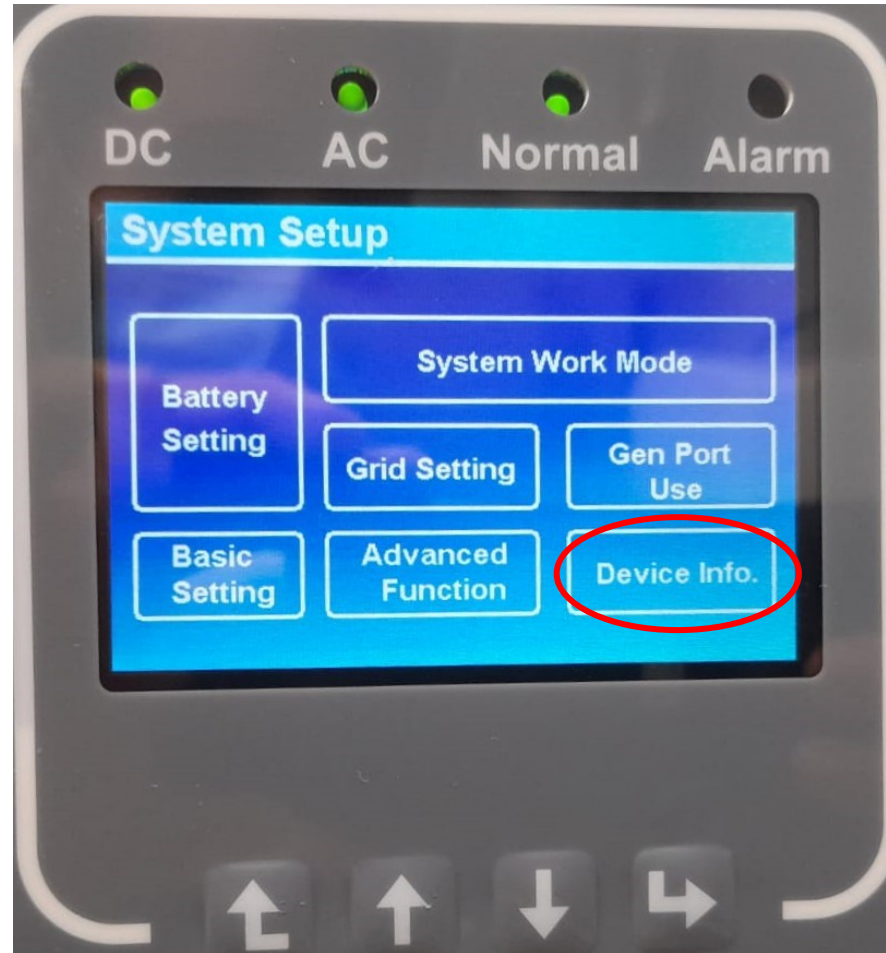 DC
AC
Normal
Alarm
System Setup
Battery
Setting
System Work Mode
Grid Setting
Gen Port
Use
Basic
Setting
Advanced
Function
Device Info.